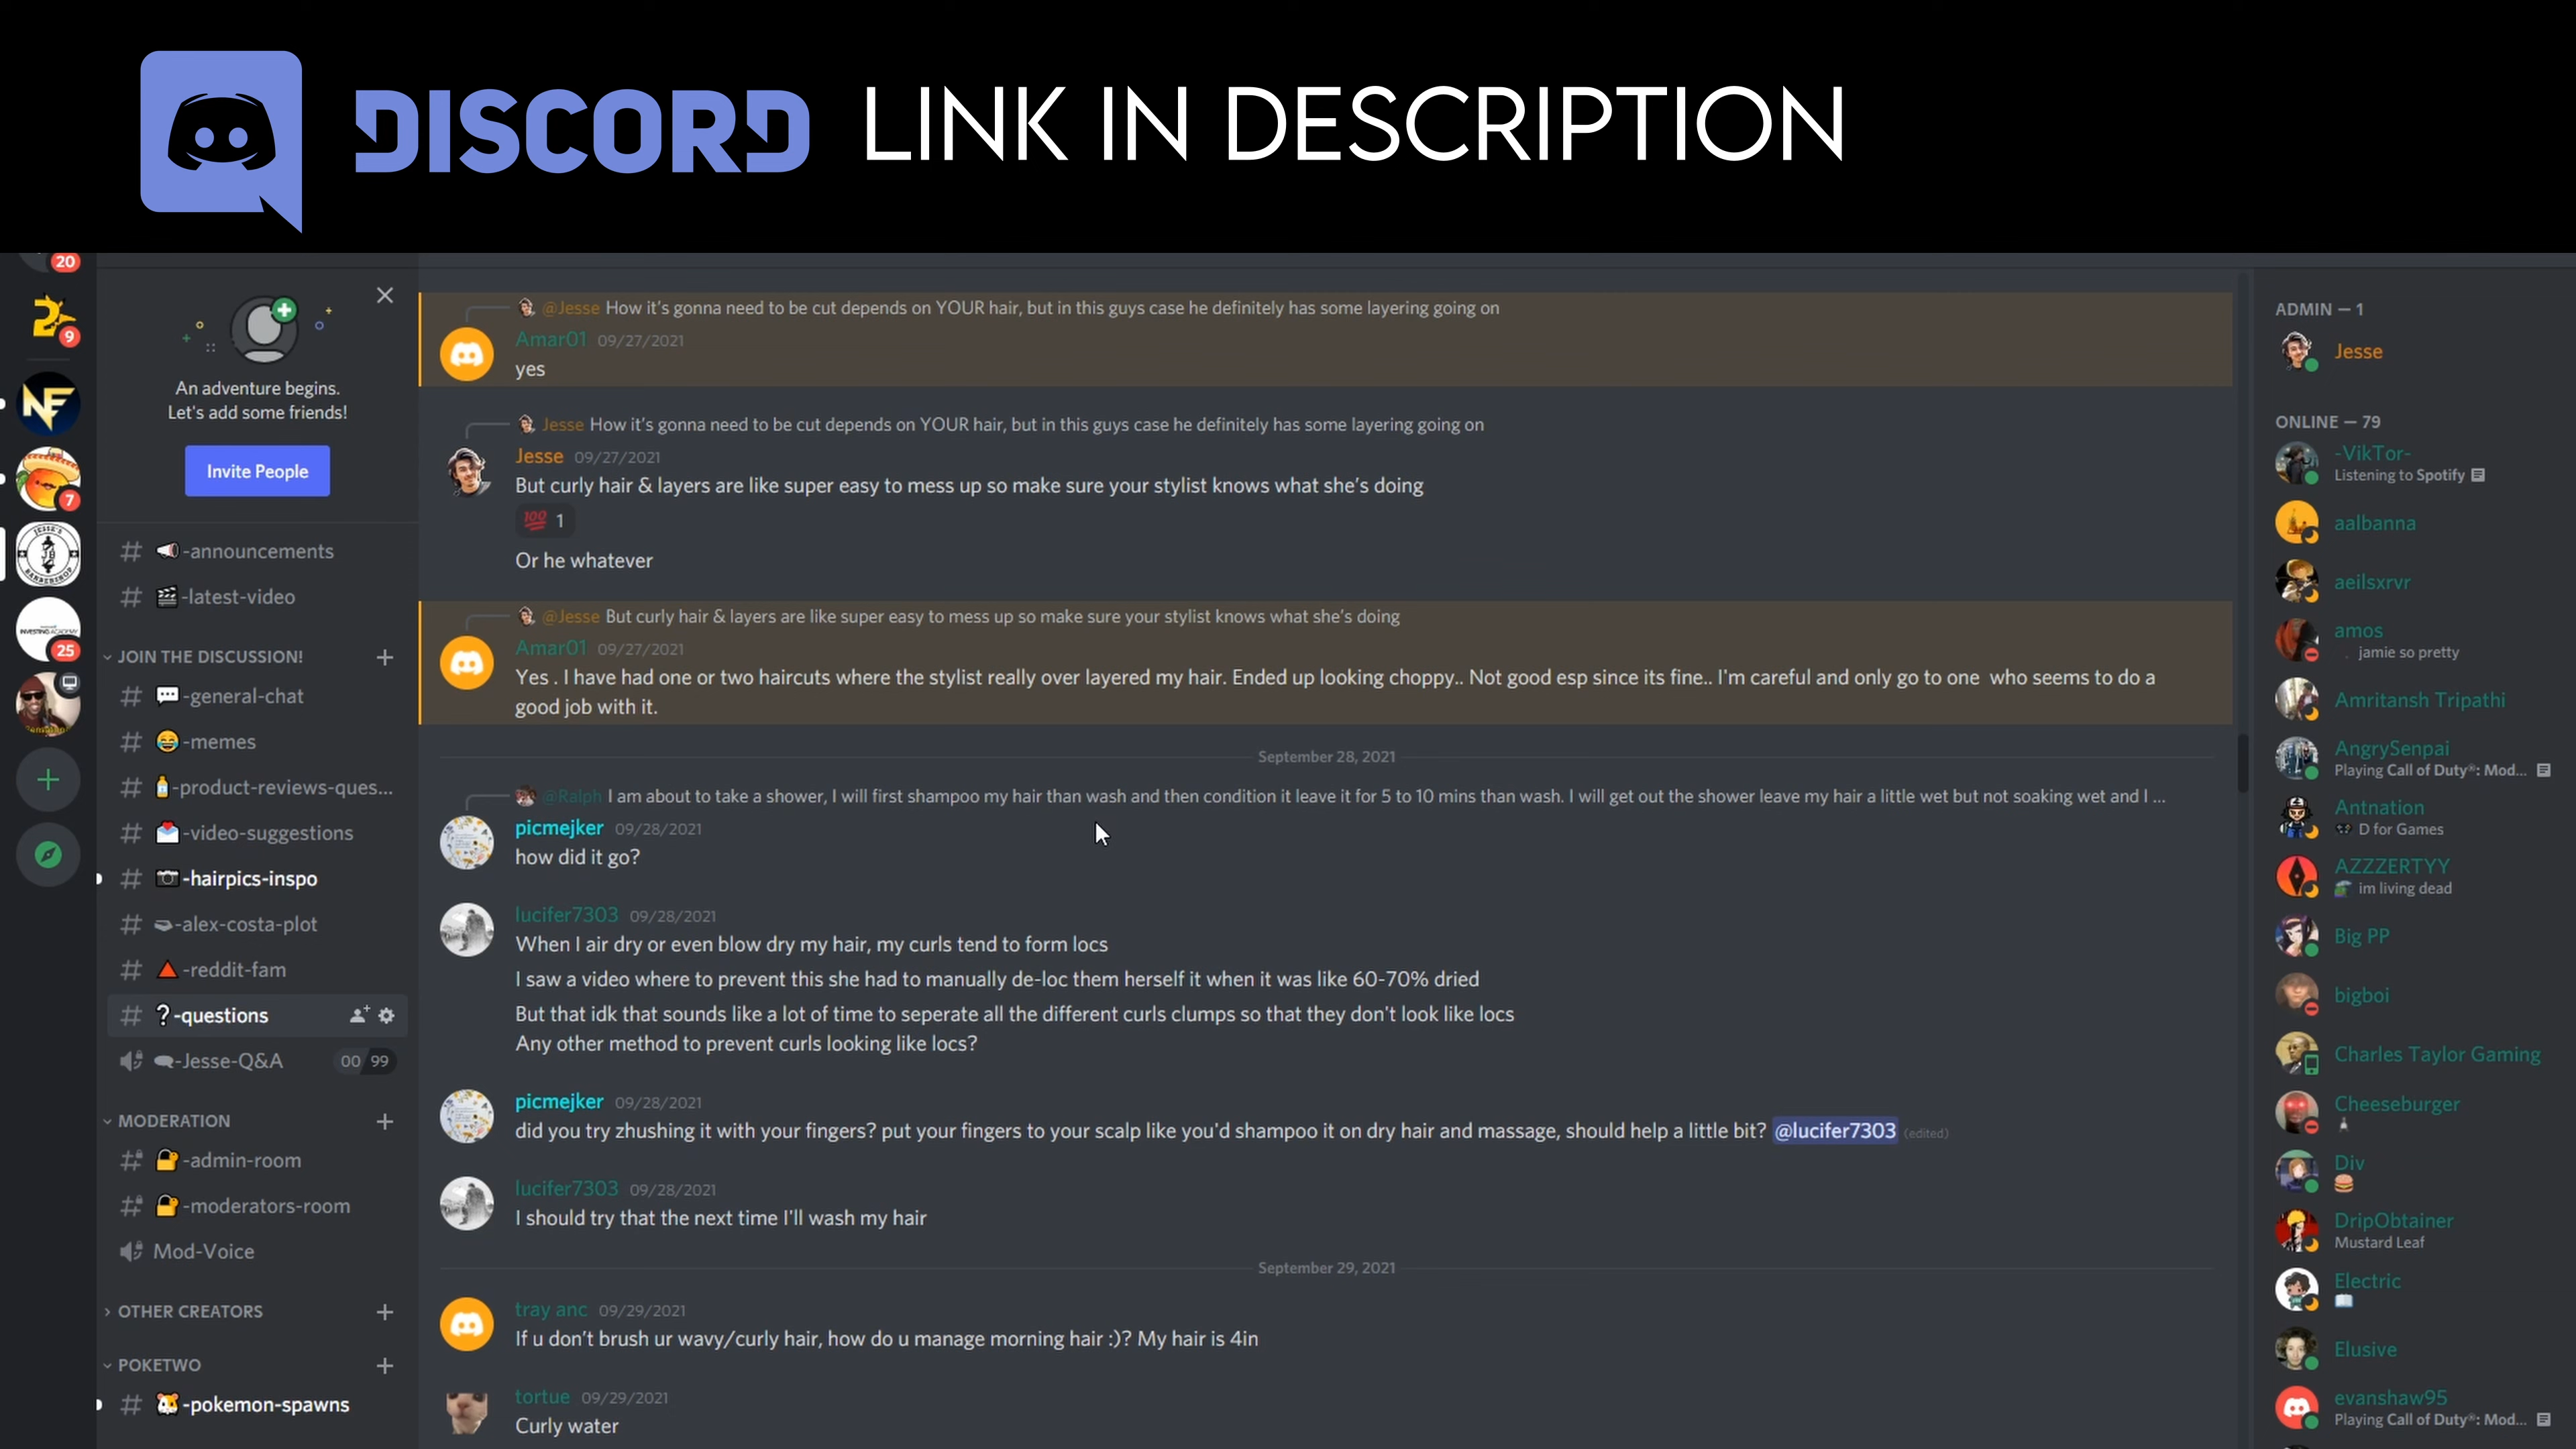 DISCORD LINK IN DESCRIPTION
20
9
NF
7
JESSE'S
JB
BARBERSHOP
INVESTING ACADEMY
25
An adventure begins.
Let's add some friends!
Invite People
-announcements
-latest-video
JOIN THE DISCUSSION!
-general-chat
-memes
-product-reviews-ques...
-video-suggestions
-hairpics-inspo
-alex-costa-plot
-reddit-fam
?-questions
-Jesse-Q&A 00 99
MODERATION
-admin-room
-moderators-room
Mod-Voice
OTHER CREATORS
POKETWO
-pokemon-spawns
@Jesse How it's gonna need to be cut depends on YOUR hair, but in this guys case he definitely has some layering going on
Amar01 09/27/2021
yes
Jesse How it's gonna need to be cut depends on YOUR hair, but in this guys case he definitely has some layering going on
Jesse 09/27/2021
But curly hair & layers are like super easy to mess up so make sure your stylist knows what she's doing
100 1
Or he whatever
@Jesse But curly hair & layers are like super easy to mess up so make sure your stylist knows what she's doing
Amar01 09/27/2021
Yes . I have had one or two haircuts where the stylist really over layered my hair. Ended up looking choppy.. Not good esp since its fine.. I'm careful and only go to one who seems to do a
good job with it.
September 28, 2021
@Ralph I am about to take a shower, I will first shampoo my hair than wash and then condition it leave it for 5 to 10 mins than wash. I will get out the shower leave my hair a little wet but not soaking wet and I ...
picmejker 09/28/2021
how did it go?
lucifer7303 09/28/2021
When I air dry or even blow dry my hair, my curls tend to form locs
I saw a video where to prevent this she had to manually de-loc them herself it when it was like 60-70% dried
But that idk that sounds like a lot of time to seperate all the different curls clumps so that they don't look like locs
Any other method to prevent curls looking like locs?
picmejker 09/28/2021
did you try zhushing it with your fingers? put your fingers to your scalp like you'd shampoo it on dry hair and massage, should help a little bit? @lucifer7303 (edited)
lucifer7303 09/28/2021
I should try that the next time I'll wash my hair
September 29, 2021
tray anc 09/29/2021
If u don't brush ur wavy/curly hair, how do u manage morning hair :)? My hair is 4in
tortue 09/29/2021
Curly water
ADMIN — 1
Jesse
ONLINE — 79
-VikTor-
Listening to Spotify
aalbanna
aeilsxrvr
amos
jamie so pretty
Amritansh Tripathi
AngrySenpai
Playing Call of Duty®: Mod...
Antnation
D for Games
AZZZERTYY
im living dead
Big PP
bigboi
Charles Taylor Gaming
Cheeseburger
Div
DripObtainer
Mustard Leaf
Electric
Elusive
evanshaw95
Playing Call of Duty®: Mod...